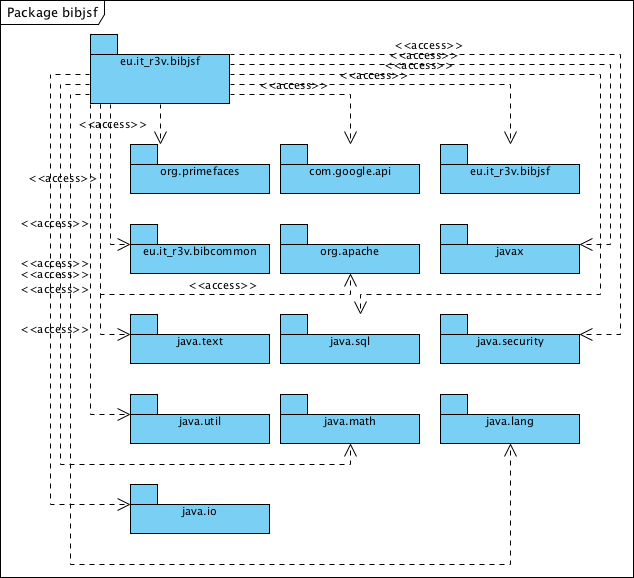 Package bibjsf
<<access>>
eu.it_r3v.bibjsf
<<access>>
<<access>>
<<access>>
<<access>>
<<access>>
org.primefaces
com.google.api
eu.it_r3v.bibjsf
<<access>>
<<access>>
eu.it_r3v.bibcommon
org.apache
javax
<<access>>
<<access>>
<<access>>
<<access>>
<<access>>
java.text
java.sql
java.security
java.util
java.math
java.lang
java.io